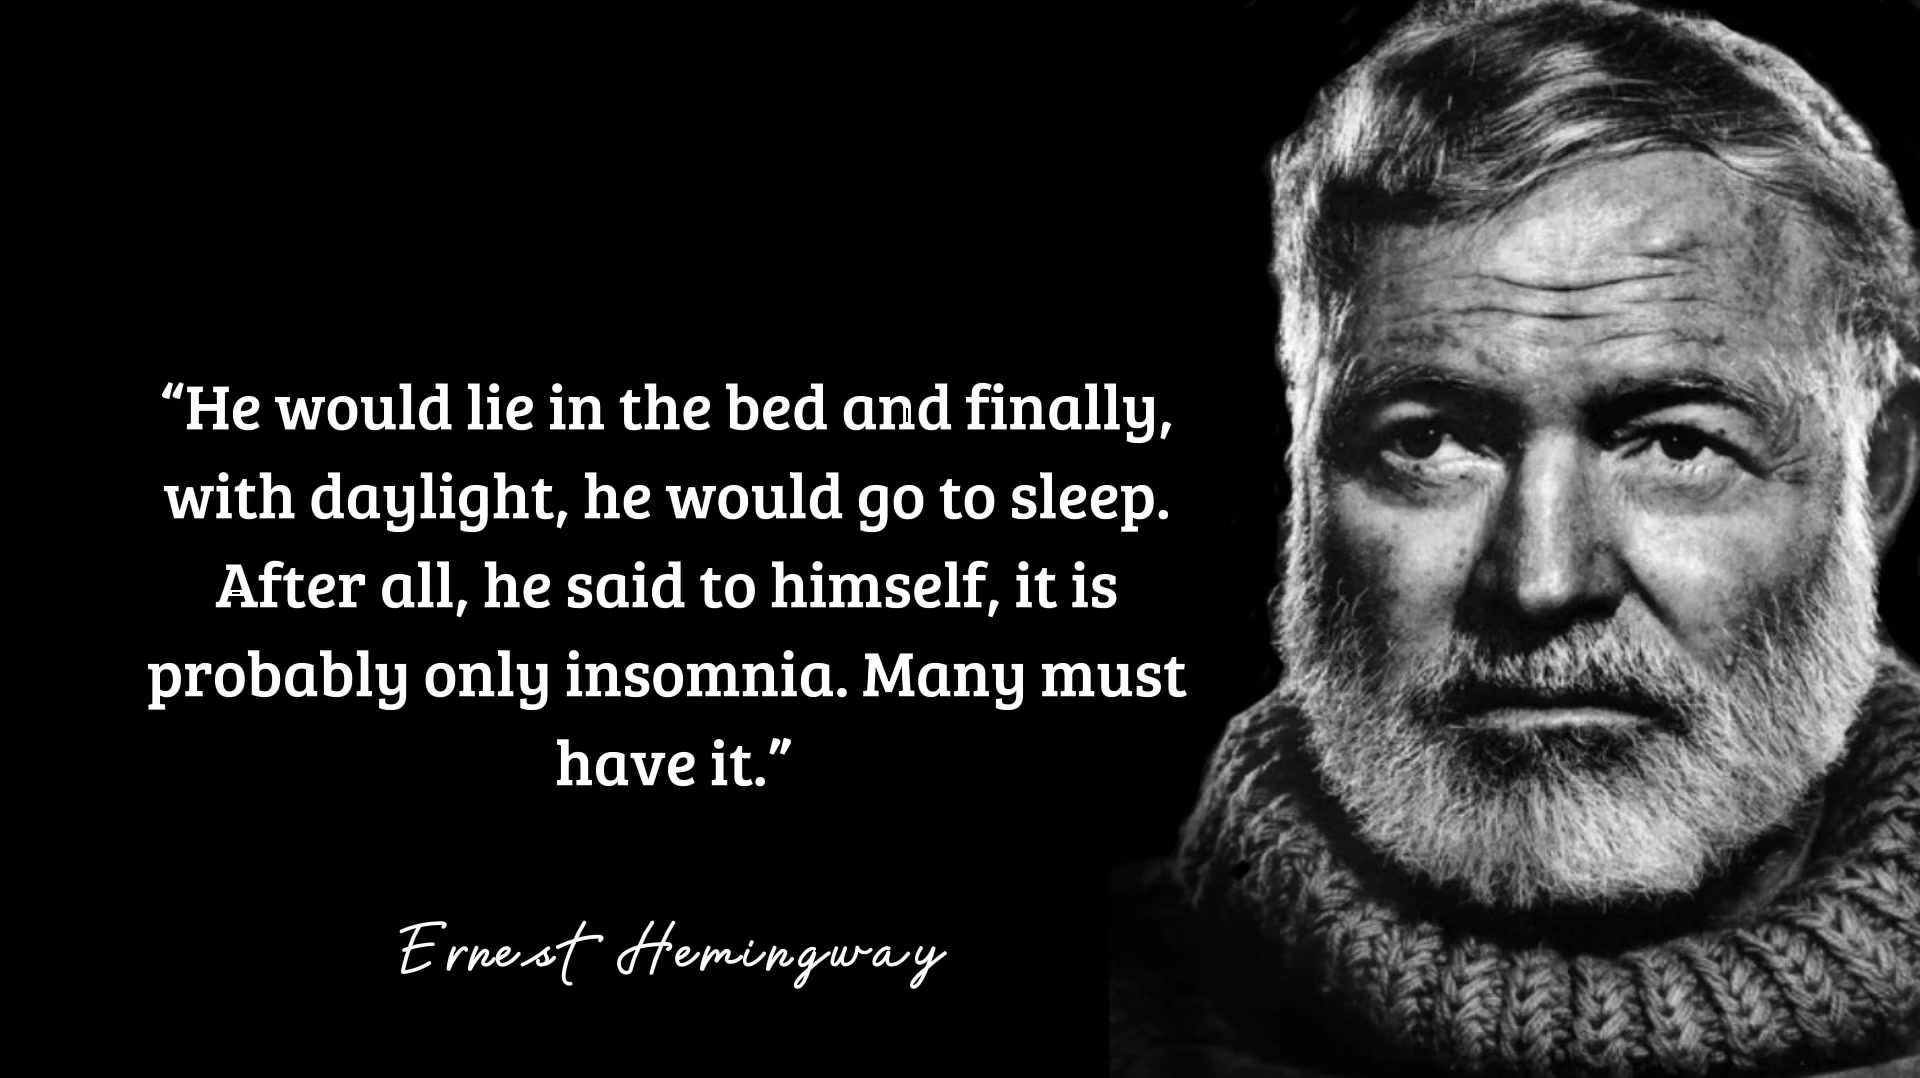 “He would lie in the bed and finally,
with daylight, he would go to sleep.
After all, he said to himself, it is
probably only insomnia. Many must
have it.”
Ernest Hemingway